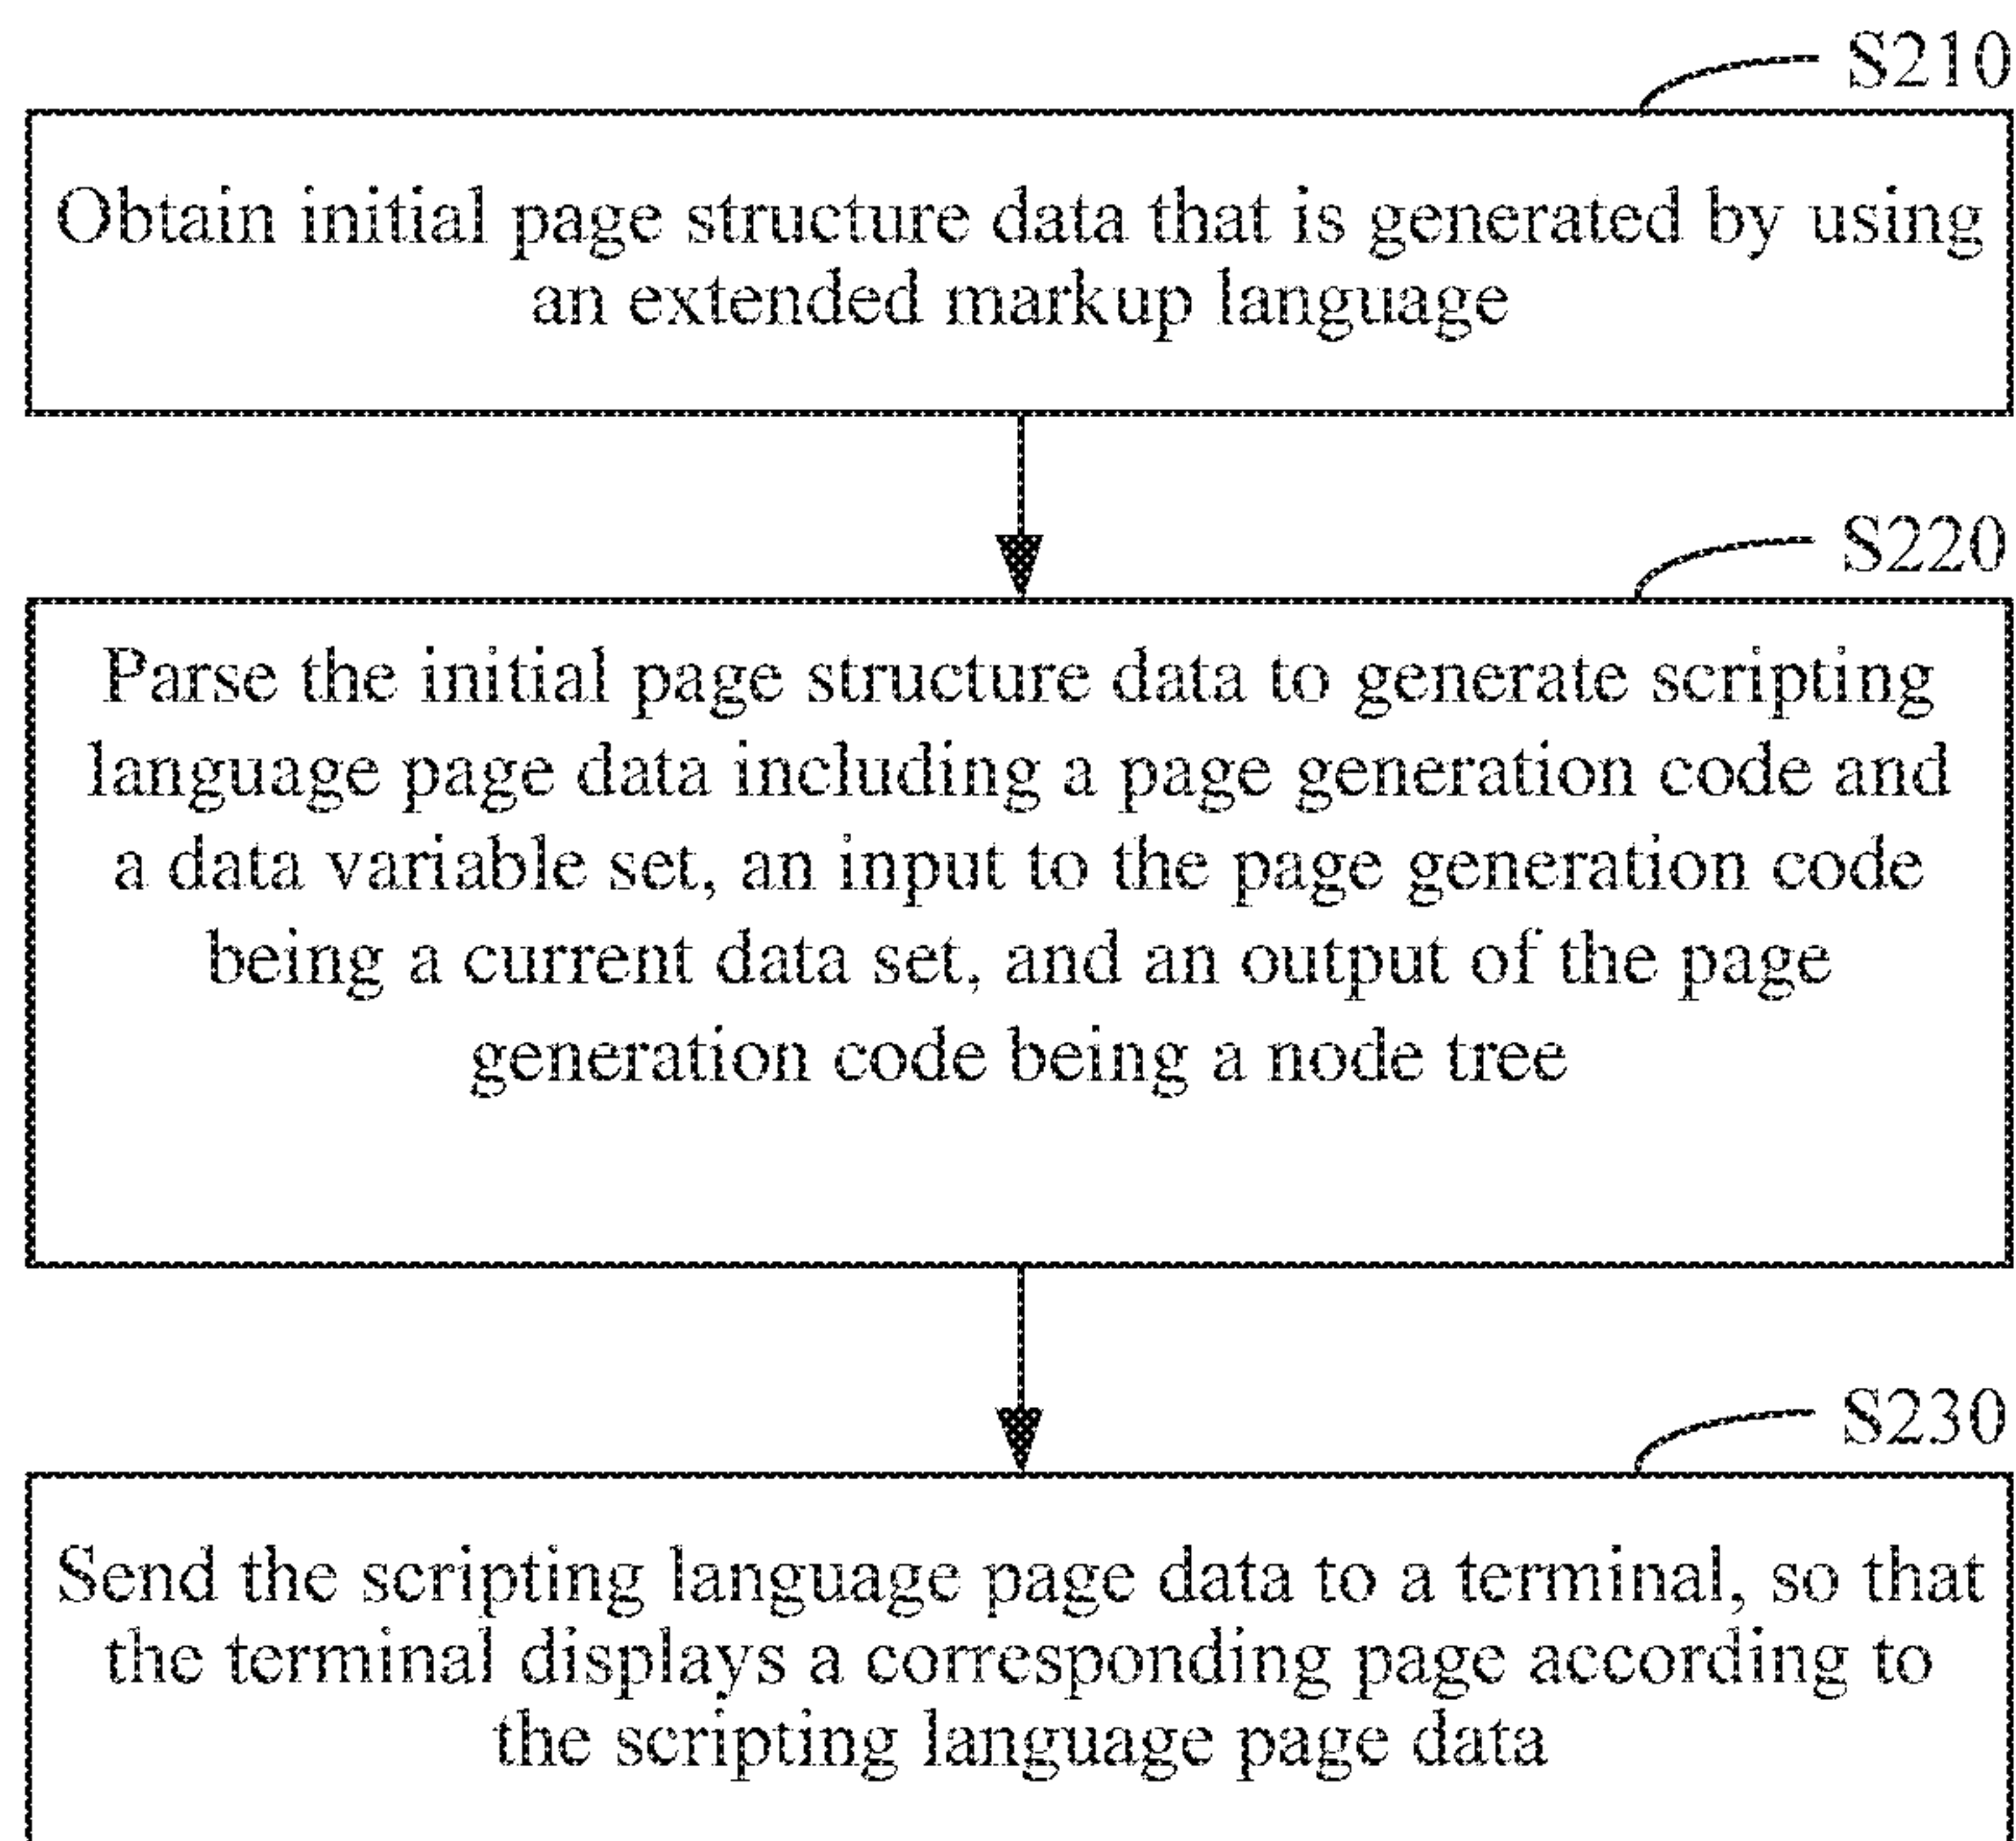 S210
Obtain initial page structure data that is generated by using
an extended markup language
S220
Parse the initial page structure data to generate scripting
language page data including a page generation code and
a data variable set, an input to the page generation code
being a current data set, and an output of the page
generation code being a node tree
S230
Send the scripting language page data to a terminal, so that
the terminal displays a corresponding page according to
the scripting language page data